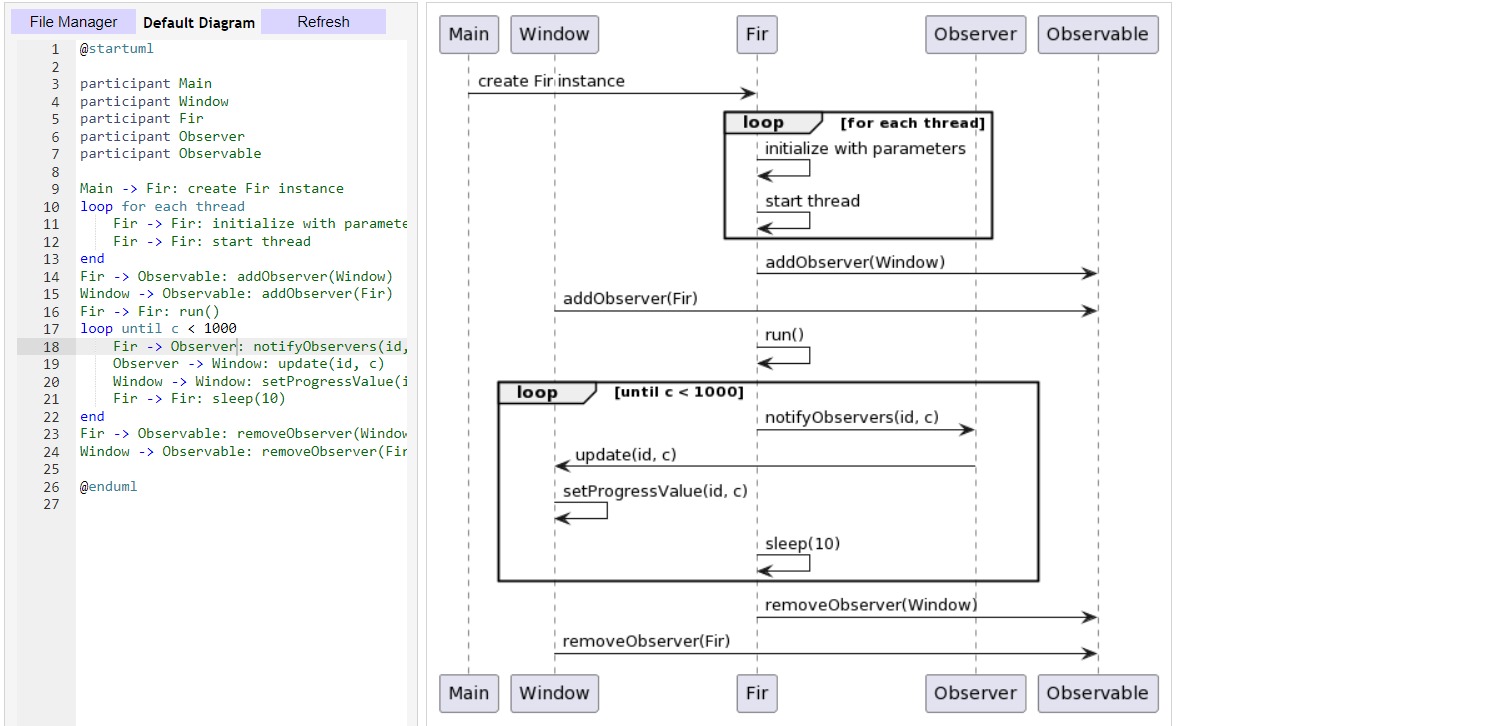 File Manager Default Diagram Refresh
1 @startuml
2
3 participant Main
4 participant Window
5 participant Fir
6 participant Observer
7 participant Observable
8
9 Main -> Fir: create Fir instance
10 loop for each thread
11 Fir -> Fir: initialize with paramete
12 Fir -> Fir: start thread
13 end
14 Fir -> Observable: addObserver(Window)
15 Window -> Observable: addObserver(Fir)
16 Fir -> Fir: run()
17 loop until c < 1000
18 Fir -> Observer: notifyObservers(id,
19 Observer -> Window: update(id, c)
20 Window -> Window: setProgressValue(i
21 Fir -> Fir: sleep(10)
22 end
23 Fir -> Observable: removeObserver(Window
24 Window -> Observable: removeObserver(Fir
25
26 @enduml
27
Main Window Fir Observer Observable
create Fir instance
loop [for each thread]
initialize with parameters
start thread
addObserver(Window)
addObserver(Fir)
run()
loop [until c < 1000]
notifyObservers(id, c)
update(id, c)
setProgressValue(id, c)
sleep(10)
removeObserver(Window)
removeObserver(Fir)
Main Window Fir Observer Observable